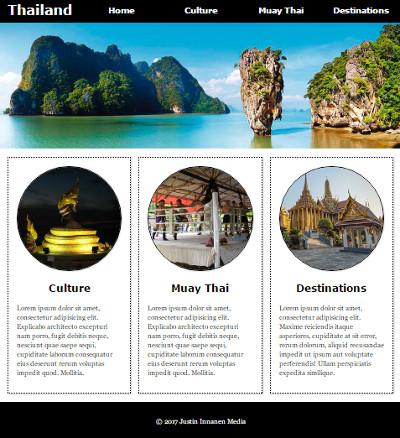 Thailand Home Culture Muay Thai Destinations
Culture
Lorem ipsum dolor sit amet,
consectetur adipisicing elit.
Explicabo architecto excepturi
nam porro, fugit debitis neque,
nesciunt quae saepe sequi,
cupiditate laborum consequatur
eius deserunt rerum voluptas
impedit quod. Mollitia.
Muay Thai
Lorem ipsum dolor sit amet,
consectetur adipisicing elit.
Explicabo architecto excepturi
nam porro, fugit debitis neque,
nesciunt quae saepe sequi,
cupiditate laborum consequatur
eius deserunt rerum voluptas
impedit quod. Mollitia.
Destinations
Lorem ipsum dolor sit amet,
consectetur adipisicing elit.
Maxime reiciendis itaque
asperiores, cupiditate at sit error,
rerum dolorum, aliquid recusandae
impedit ut ipsum aut voluptate
perferendis! Ullam perspiciatis
expedita similique.
© 2017 Justin Innanen Media